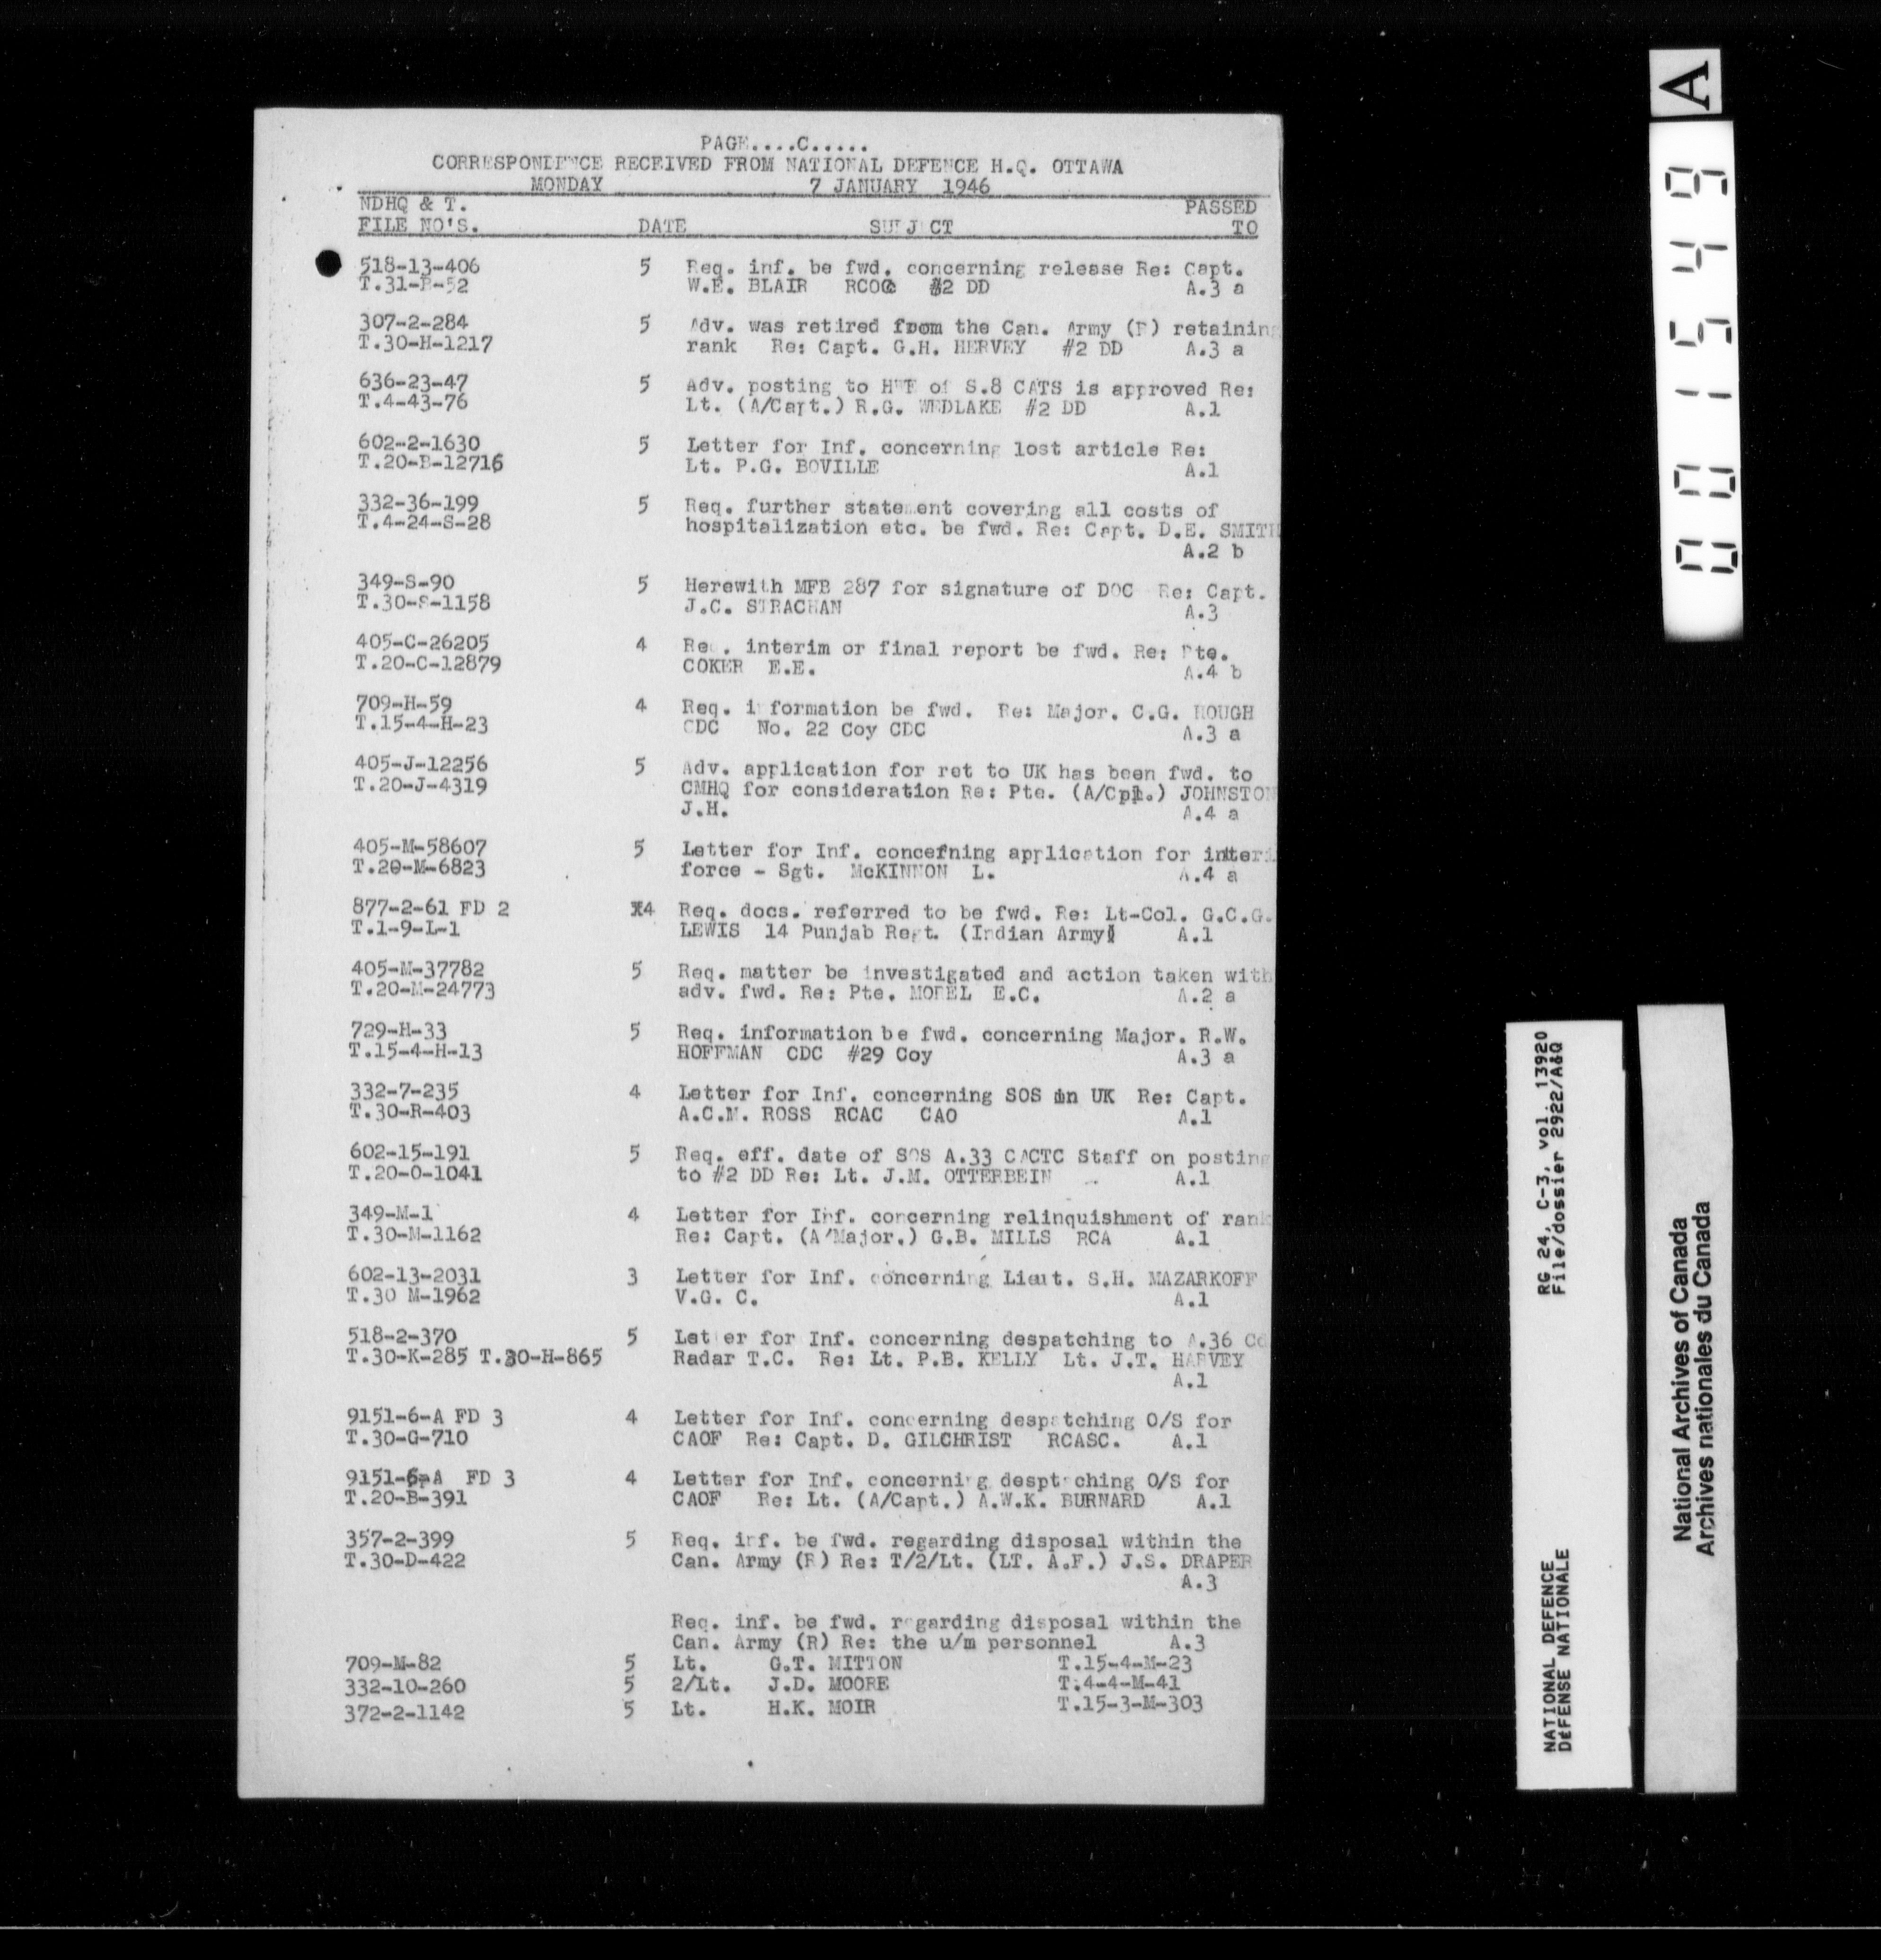 PAGE....C.....
CORRESPONDENCE RECEIVED FROM NATIONAL DEFENCE H.Q. OTTAWA
MONDAY 7 JANUARY 1946
NDHQ & T. PASSED
FILE NO'S. DATE SUBJECT TO
518-13-406 5 Req. inf. be fwd. concerning release Re: Capt.
T.31-B-52 W.E. BLAIR RCOC #2 DD A.3 a
307-2-284 5 Adv. was retired from the Can. Army (R) retaining
T.30-H-1217 rank Re: Capt. G.H. HERVEY #2 DD A.3 a
636-23-47 5 Adv. posting to HWE of S.8 CATS is approved Re:
T.4-43-76 Lt. (A/Capt.) R.G. WEDLAKE #2 DD A.1
602-2-1630 5 Letter for Inf. concerning lost article Re:
T.20-B-12716 Lt. P.G. BOVILLE A.1
332-36-199 5 Req. further statement covering all costs of
T.4-24-S-28 hospitalization etc. be fwd. Re: Capt. D.E. SMITH
A.2 b
349-S-90 5 Herewith MFB 287 for signature of DOC Re: Capt.
T.30-S-1158 J.C. STRACHAN A.3
405-C-26205 4 Req. interim or final report be fwd. Re: Pte.
T.20-C-12879 COKER E.E. A.4 b
709-H-59 4 Req. information be fwd. Re: Major. C.G. HOUGH
T.15-4-H-23 CDC No. 22 Coy CDC A.3 a
405-J-12256 5 Adv. application for ret to UK has been fwd. to
T.20-J-4319 CMHQ for consideration Re: Pte. (A/Cpl.) JOHNSTON
J.H. A.4 a
405-M-58607 5 Letter for Inf. concerning application for interi
T.20-M-6823 force - Sgt. McKINNON L. A.4 a
877-2-61 FD 2 4 Req. docs. referred to be fwd. Re: Lt-Col. G.C.G.
T.1-9-L-1 LEWIS 14 Punjab Regt. (Indian Army) A.1
405-M-37782 5 Req. matter be investigated and action taken with
T.20-M-24773 adv. fwd. Re: Pte. MOREL E.C. A.2 a
729-H-33 5 Req. information be fwd. concerning Major. R.W.
T.15-4-H-13 HOFFMAN CDC #29 Coy A.3 a
332-7-235 4 Letter for Inf. concerning SOS in UK Re: Capt.
T.30-R-403 A.C.M. ROSS RCAC CAO A.1
602-15-191 5 Req. eff. date of SOS A.33 CACTC Staff on posting
T.20-O-1041 to #2 DD Re: Lt. J.M. OTTERBEIN A.1
349-M-1 4 Letter for Inf. concerning relinquishment of rank
T.30-M-1162 Re: Capt. (A/Major.) G.B. MILLS RCA A.1
602-13-2031 3 Letter for Inf. concerning Lieut. S.H. MAZARKOFF
T.30 M-1962 V.G. C. A.1
518-2-370 5 Letter for Inf. concerning despatching to A.36 Co
T.30-K-285 T.30-H-865 Radar T.C. Re: Lt. P.B. KELLY Lt. J.T. HARVEY
A.1
9151-6-A FD 3 4 Letter for Inf. concerning despatching O/S for
T.30-G-710 CAOF Re: Capt. D. GILCHRIST RCASC. A.1
9151-6-A FD 3 4 Letter for Inf. concerning desptching O/S for
T.20-B-391 CAOF Re: Lt. (A/Capt.) A.W.K. BURNARD A.1
357-2-399 5 Req. inf. be fwd. regarding disposal within the
T.30-D-422 Can. Army (R) Re: T/2/Lt. (LT. A.F.) J.S. DRAPER
A.3
Req. inf. be fwd. regarding disposal within the
Can. Army (R) Re: the u/m personnel A.3
709-M-82 5 Lt. G.T. MITTON T.15-4-M-23
332-10-260 5 2/Lt. J.D. MOORE T.4-4-M-41
372-2-1142 5 Lt. H.K. MOIR T.15-3-M-303
A
001549
RG 24, C-3, vol. 13920
File/dossier 2922/A&Q
NATIONAL DEFENCE
DéFENSE NATIONALE
National Archives of Canada
Archives nationales du Canada